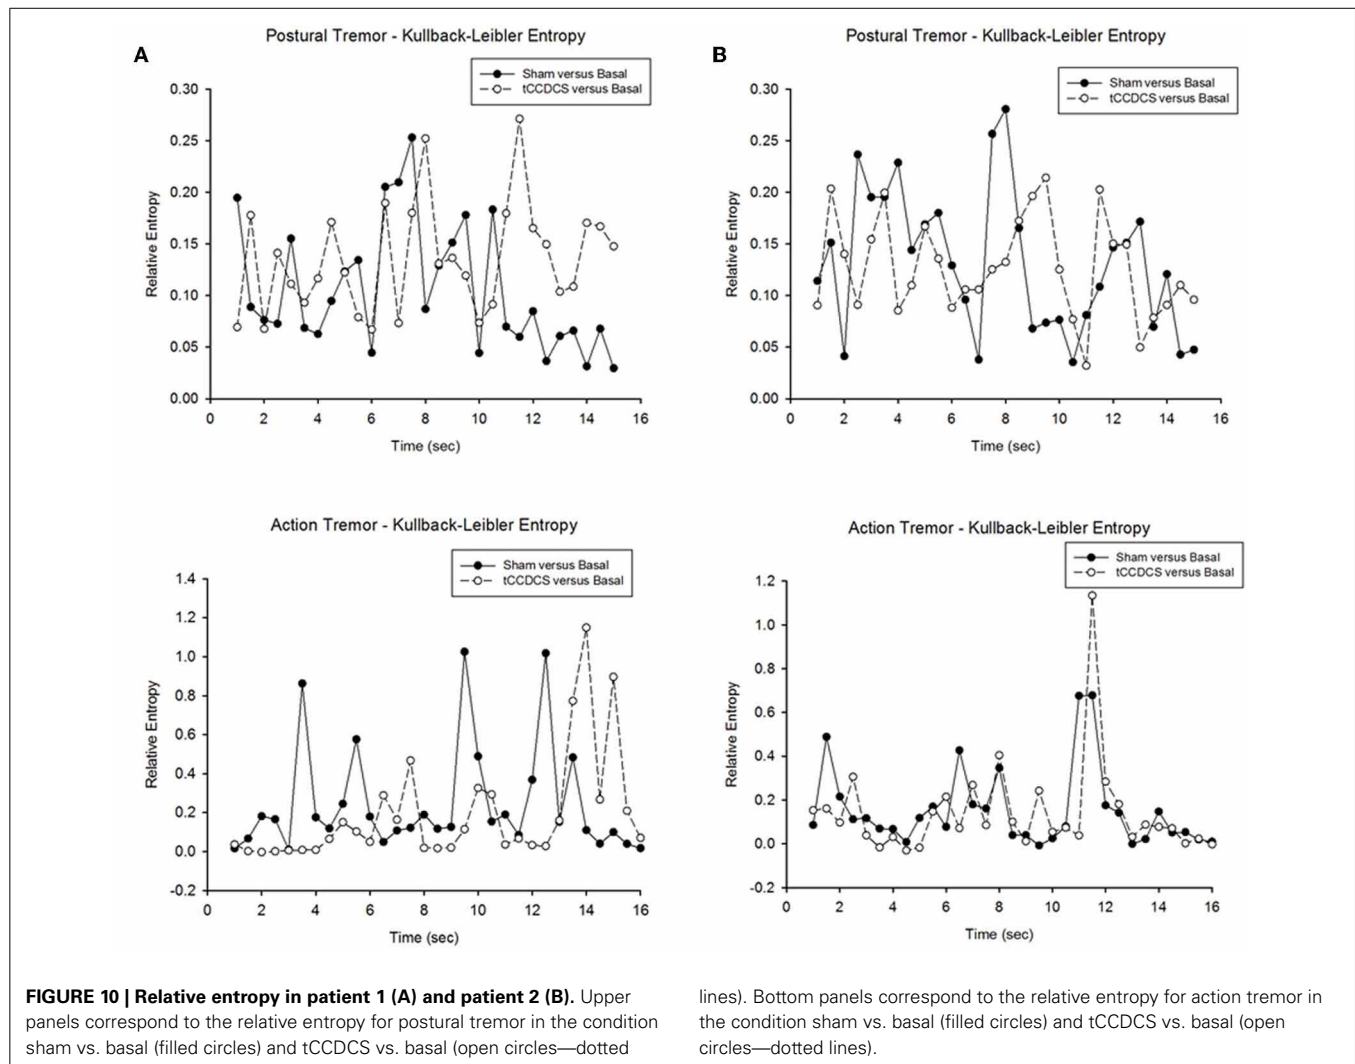 A
Postural Tremor - Kullback-Leibler Entropy
Sham versus Basal
tCCDCS versus Basal
0.30
0.25
0.20
0.15
0.10
0.05
0.00
Relative Entropy
0 2 4 6 8 10 12 14 16
Time (sec)
B
Postural Tremor - Kullback-Leibler Entropy
Sham versus Basal
tCCDCS versus Basal
0.30
0.25
0.20
0.15
0.10
0.05
0.00
Relative Entropy
0 2 4 6 8 10 12 14 16
Time (sec)
Action Tremor - Kullback-Leibler Entropy
Sham versus Basal
tCCDCS versus Basal
1.4
1.2
1.0
0.8
0.6
0.4
0.2
0.0
-0.2
Relative Entropy
0 2 4 6 8 10 12 14 16
Time (sec)
Action Tremor - Kullback-Leibler Entropy
Sham versus Basal
tCCDCS versus Basal
1.2
1.0
0.8
0.6
0.4
0.2
0.0
-0.2
Relative Entropy
0 2 4 6 8 10 12 14 16
Time (sec)
FIGURE 10 | Relative entropy in patient 1 (A) and patient 2 (B). Upper
panels correspond to the relative entropy for postural tremor in the condition
sham vs. basal (filled circles) and tCCDCS vs. basal (open circles—dotted
lines). Bottom panels correspond to the relative entropy for action tremor in
the condition sham vs. basal (filled circles) and tCCDCS vs. basal (open
circles—dotted lines).